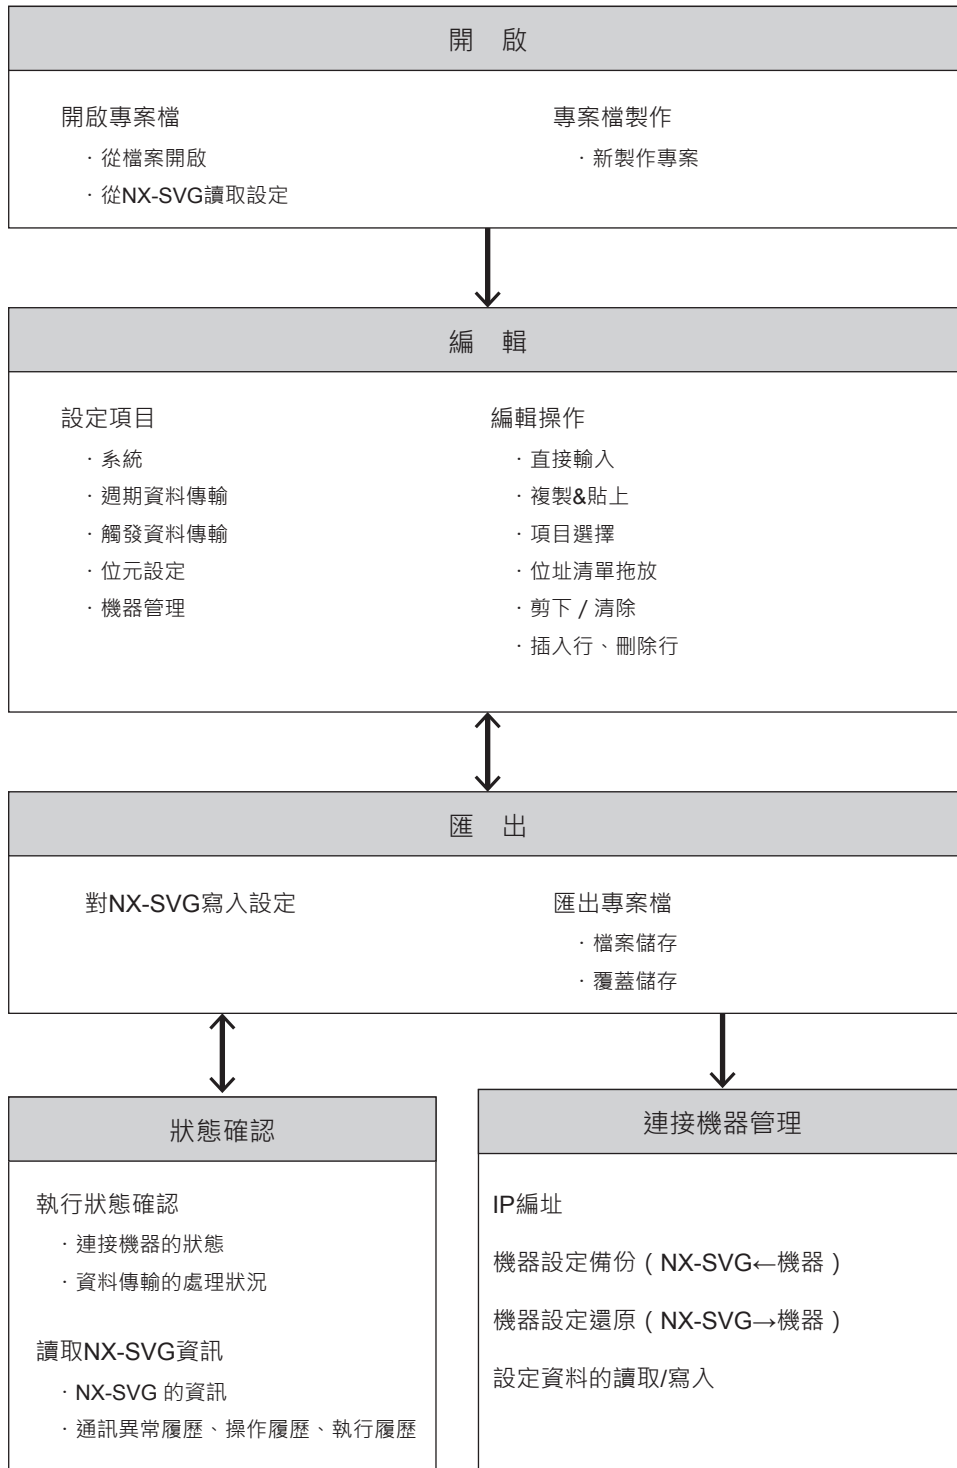 開 啟
開啟專案檔
· 從檔案開啟
· 從NX-SVG讀取設定
專案檔製作
· 新製作專案
編 輯
設定項目
· 系統
· 週期資料傳輸
· 觸發資料傳輸
· 位元設定
· 機器管理
編輯操作
· 直接輸入
· 複製&貼上
· 項目選擇
· 位址清單拖放
· 剪下 / 清除
· 插入行、刪除行
匯 出
對NX-SVG寫入設定
匯出專案檔
· 檔案儲存
· 覆蓋儲存
狀態確認
執行狀態確認
· 連接機器的狀態
· 資料傳輸的處理狀況
讀取NX-SVG資訊
· NX-SVG 的資訊
· 通訊異常履歷、操作履歷、執行履歷
連接機器管理
IP編址
機器設定備份（NX-SVG←機器）
機器設定還原（NX-SVG→機器）
設定資料的讀取/寫入